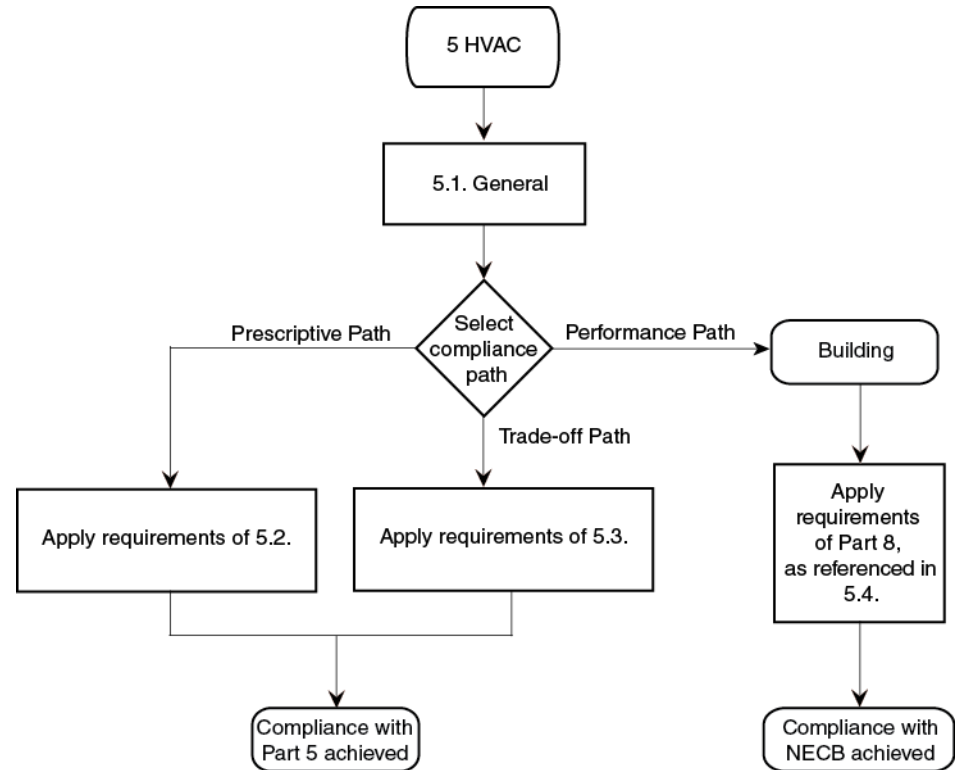 5 HVAC
5.1. General
Select
compliance
path
Prescriptive Path
Performance Path
Trade-off Path
Building
Apply requirements of 5.2.
Apply requirements of 5.3.
Apply
requirements
of Part 8,
as referenced in
5.4.
Compliance with
Part 5 achieved
Compliance with
NECB achieved